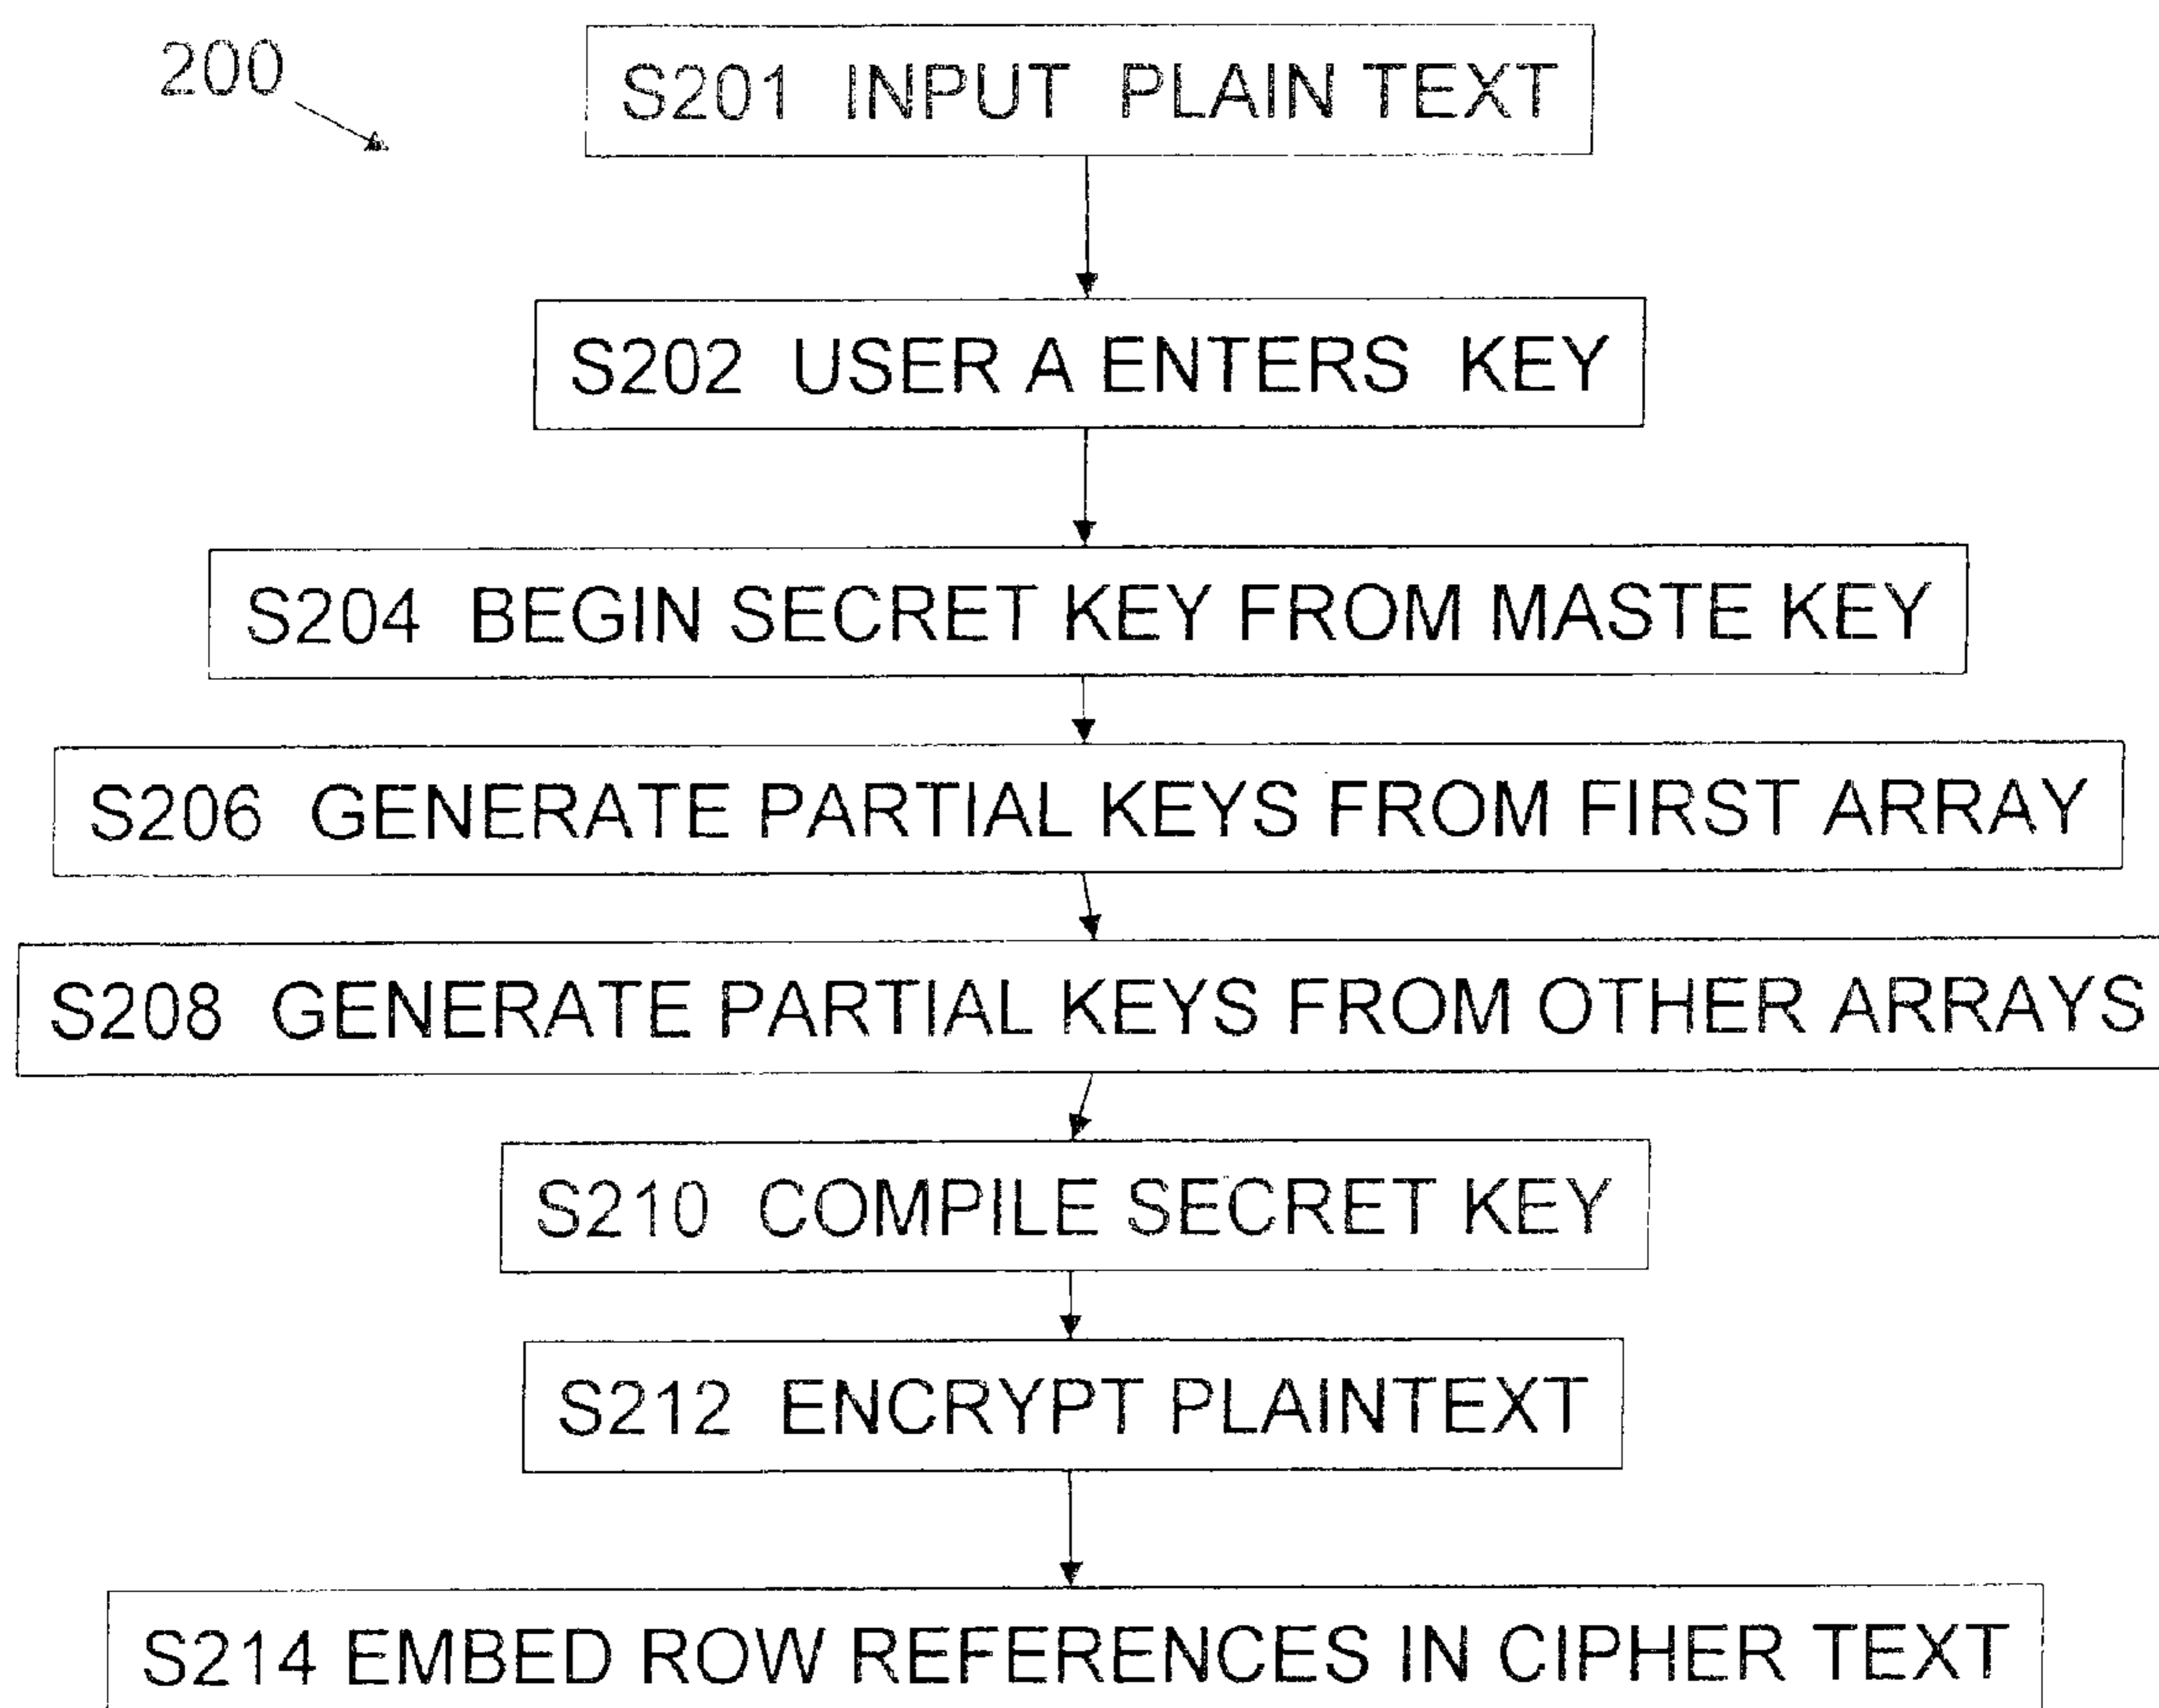 200
S201 INPUT PLAIN TEXT
S202 USER A ENTERS KEY
S204 BEGIN SECRET KEY FROM MASTE KEY
S206 GENERATE PARTIAL KEYS FROM FIRST ARRAY
S208 GENERATE PARTIAL KEYS FROM OTHER ARRAYS
S210 COMPILE SECRET KEY
S212 ENCRYPT PLAINTEXT
S214 EMBED ROW REFERENCES IN CIPHER TEXT